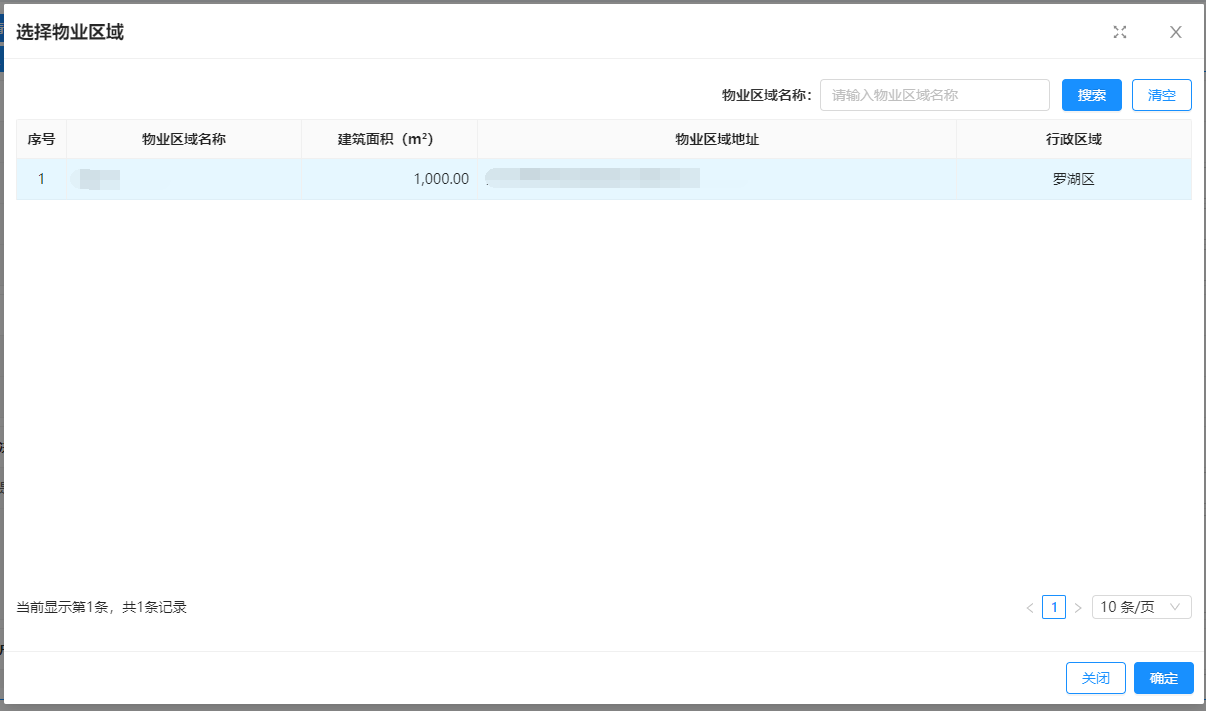 选择物业区域
物业区域名称: 请输入物业区域名称 搜索 清空
序号 物业区域名称 建筑面积（m²） 物业区域地址 行政区域
1 1,000.00 罗湖区
当前显示第1条，共1条记录 < 1 > 10 条/页
关闭 确定